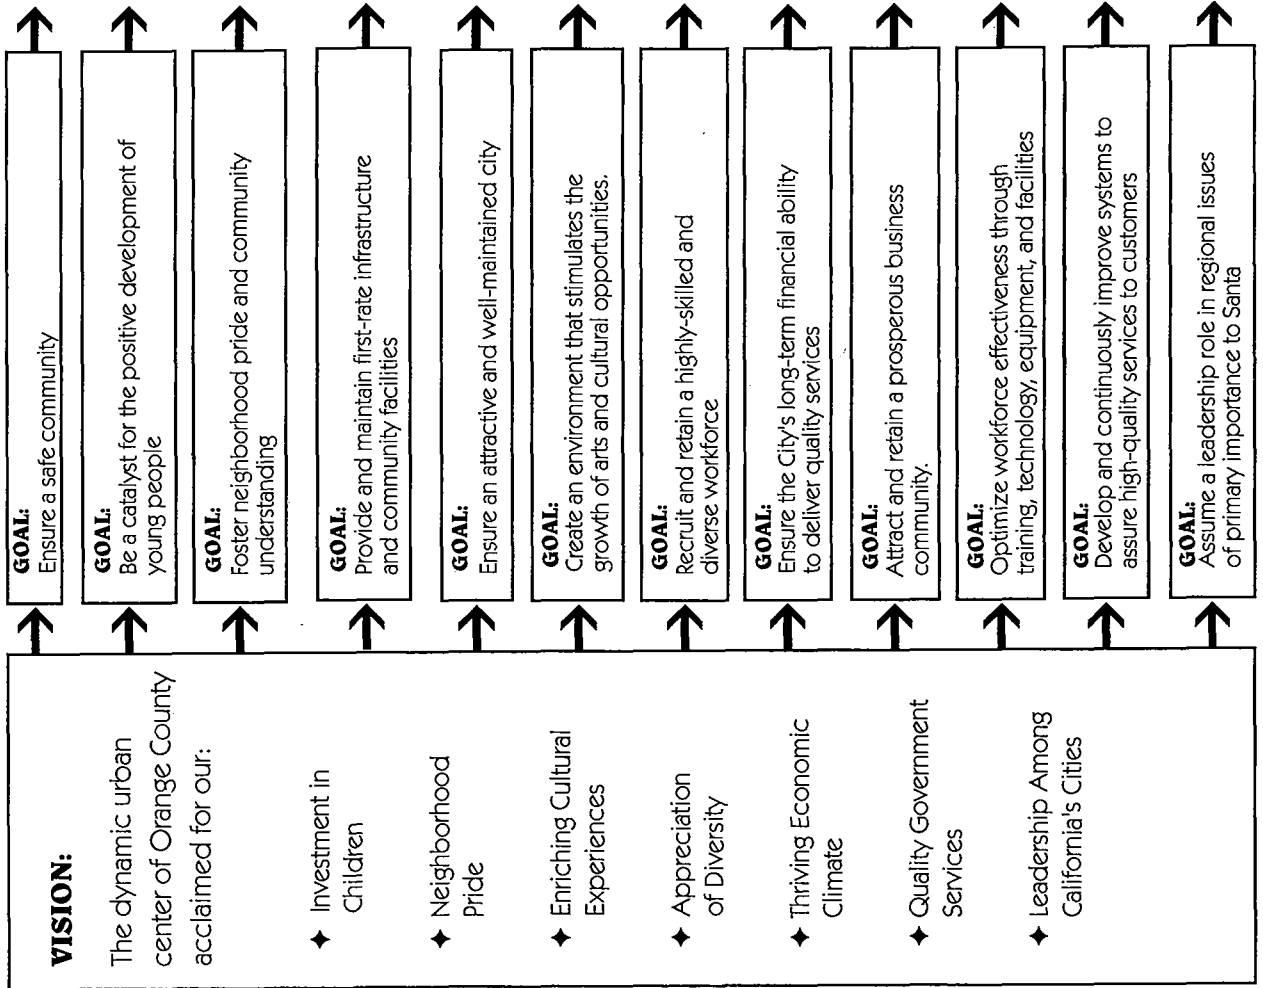 VISION:
The dynamic urban
center of Orange County
acclaimed for our:
✦ Investment in
Children
✦ Neighborhood
Pride
✦ Enriching Cultural
Experiences
✦ Appreciation
of Diversity
✦ Thriving Economic
Climate
✦ Quality Government
Services
✦ Leadership Among
California's Cities
GOAL:
Ensure a safe community
GOAL:
Be a catalyst for the positive development of
young people
GOAL:
Foster neighborhood pride and community
understanding
GOAL:
Provide and maintain first-rate infrastructure
and community facilities
GOAL:
Ensure an attractive and well-maintained city
GOAL:
Create an environment that stimulates the
growth of arts and cultural opportunities.
GOAL:
Recruit and retain a highly-skilled and
diverse workforce
GOAL:
Ensure the City's long-term financial ability
to deliver quality services
GOAL:
Attract and retain a prosperous business
community.
GOAL:
Optimize workforce effectiveness through
training, technology, equipment, and facilities
GOAL:
Develop and continuously improve systems to
assure high-quality services to customers
GOAL:
Assume a leadership role in regional issues
of primary importance to Santa